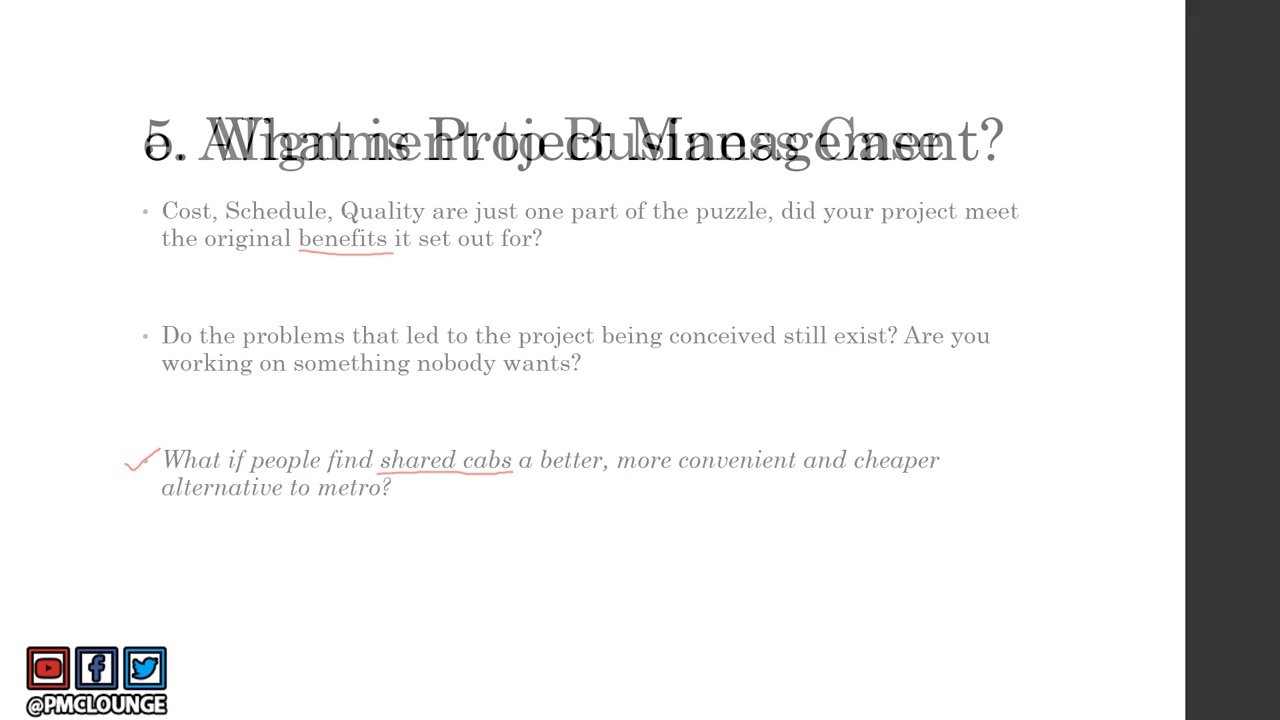 5. Alignment to Business Case
6. What is Project Management?
• Cost, Schedule, Quality are just one part of the puzzle, did your project meet
the original benefits it set out for?
• Do the problems that led to the project being conceived still exist? Are you
working on something nobody wants?
What if people find shared cabs a better, more convenient and cheaper
alternative to metro?
@PMCLOUNGE